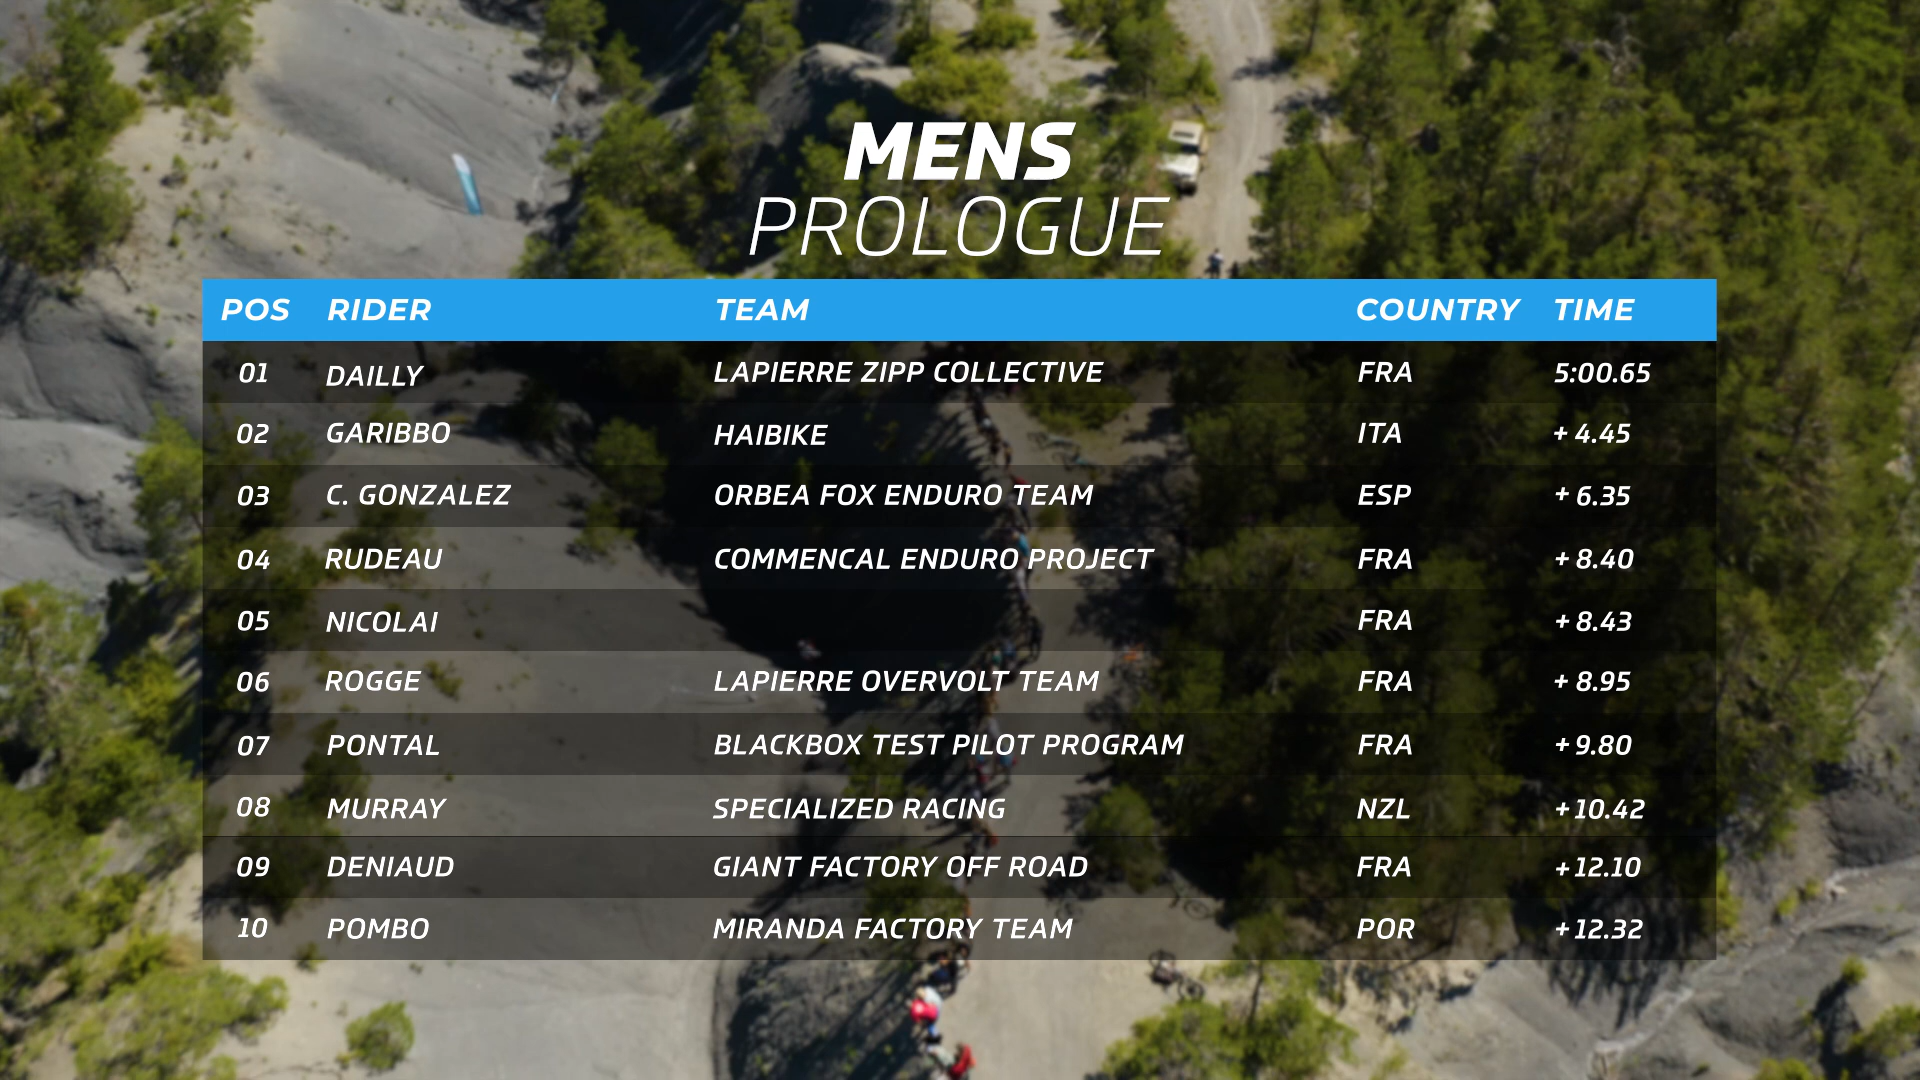 MENS
PROLOGUE
POS RIDER TEAM COUNTRY TIME
01 DAILLY LAPIERRE ZIPP COLLECTIVE FRA 5:00.65
02 GARIBBO HAIBIKE ITA + 4.45
03 C. GONZALEZ ORBEA FOX ENDURO TEAM ESP + 6.35
04 RUDEAU COMMENCAL ENDURO PROJECT FRA + 8.40
05 NICOLAI FRA + 8.43
06 ROGGE LAPIERRE OVERVOLT TEAM FRA + 8.95
07 PONTAL BLACKBOX TEST PILOT PROGRAM FRA + 9.80
08 MURRAY SPECIALIZED RACING NZL +10.42
09 DENIAUD GIANT FACTORY OFF ROAD FRA +12.10
10 POMBO MIRANDA FACTORY TEAM POR +12.32